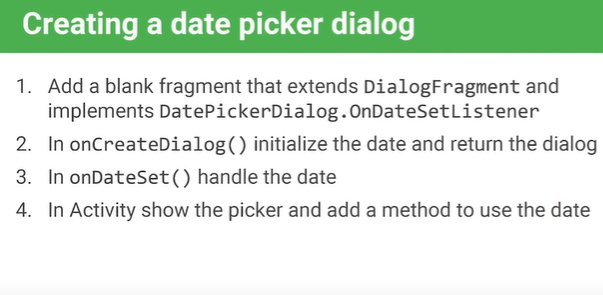 Creating a date picker dialog
1. Add a blank fragment that extends DialogFragment and
implements DatePickerDialog.OnDateSetListener
2. In onCreateDialog() initialize the date and return the dialog
3. In onDateSet() handle the date
4. In Activity show the picker and add a method to use the date